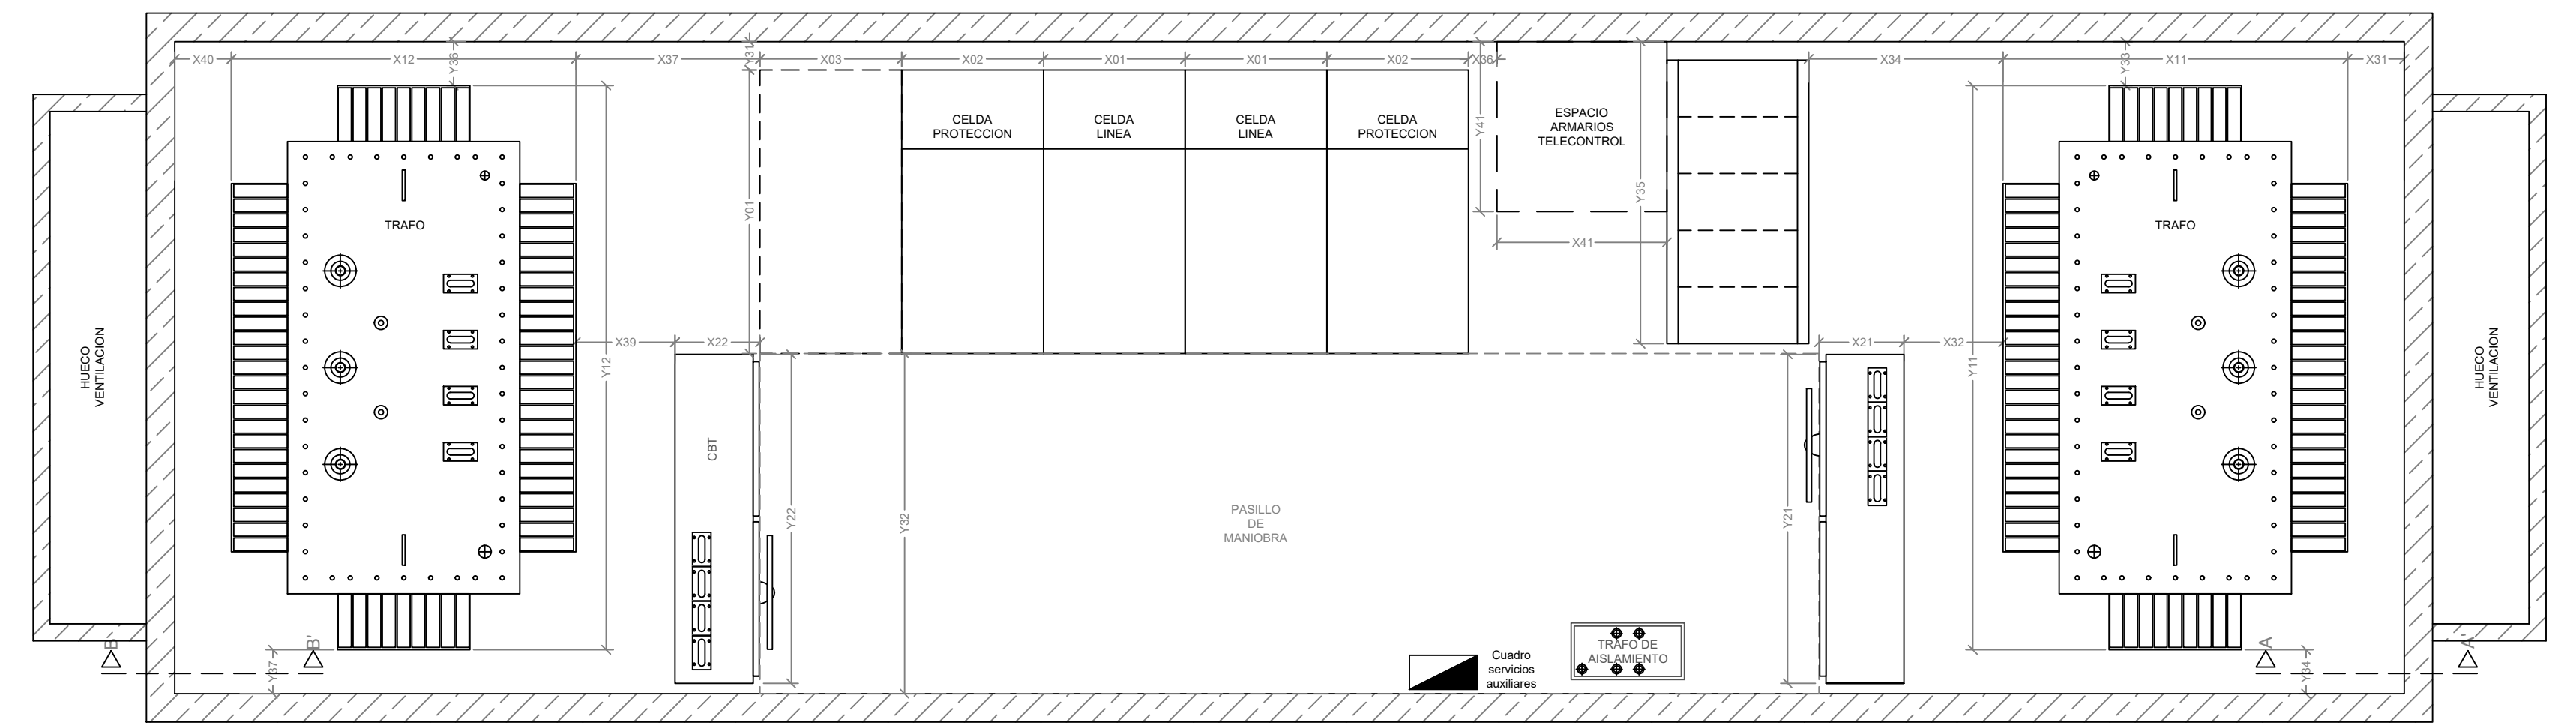 X40
X12
Y36
X37
Y31
X03
X02
X01
X01
X02
X36
X34
Y33
X11
X31
CELDA
PROTECCION
CELDA
LINEA
CELDA
LINEA
CELDA
PROTECCION
Y41
ESPACIO
ARMARIOS
TELECONTROL
Y35
Y01
TRAFO
TRAFO
X41
HUECO
VENTILACION
X39
X22
Y12
X21
X32
Y11
HUECO
VENTILACION
CBT
Y22
Y32
PASILLO
DE
MANIOBRA
Y21
B
B'
Y37
Cuadro
servicios
auxiliares
TRAFO DE
AISLAMIENTO
A
A'
Y34